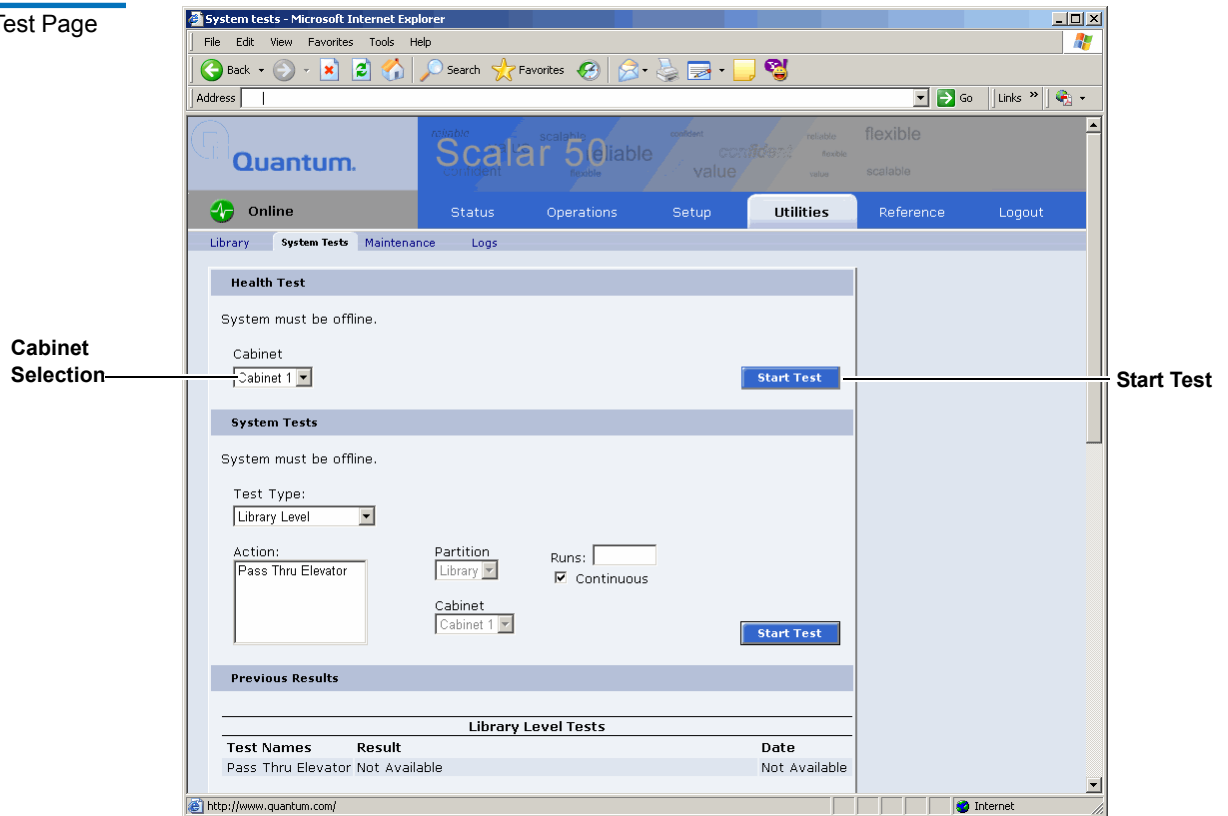 Test Page
System tests - Microsoft Internet Explorer
File Edit View Favorites Tools Help
Back Search Favorites
Address Go Links »
Quantum.
Scalar 50
reliable value scalable confident reliable flexible
confident flexible reliable value confident flexible value scalable
Online Status Operations Setup Utilities Reference Logout
Library System Tests Maintenance Logs
Health Test
System must be offline.
Cabinet
Cabinet 1
Start Test
Cabinet
Selection
Start Test
System Tests
System must be offline.
Test Type:
Library Level
Action:
Pass Thru Elevator
Partition
Library
Runs:
Continuous
Cabinet
Cabinet 1
Start Test
Previous Results
Library Level Tests
Test Names Result Date
Pass Thru Elevator Not Available Not Available
http://www.quantum.com/ Internet